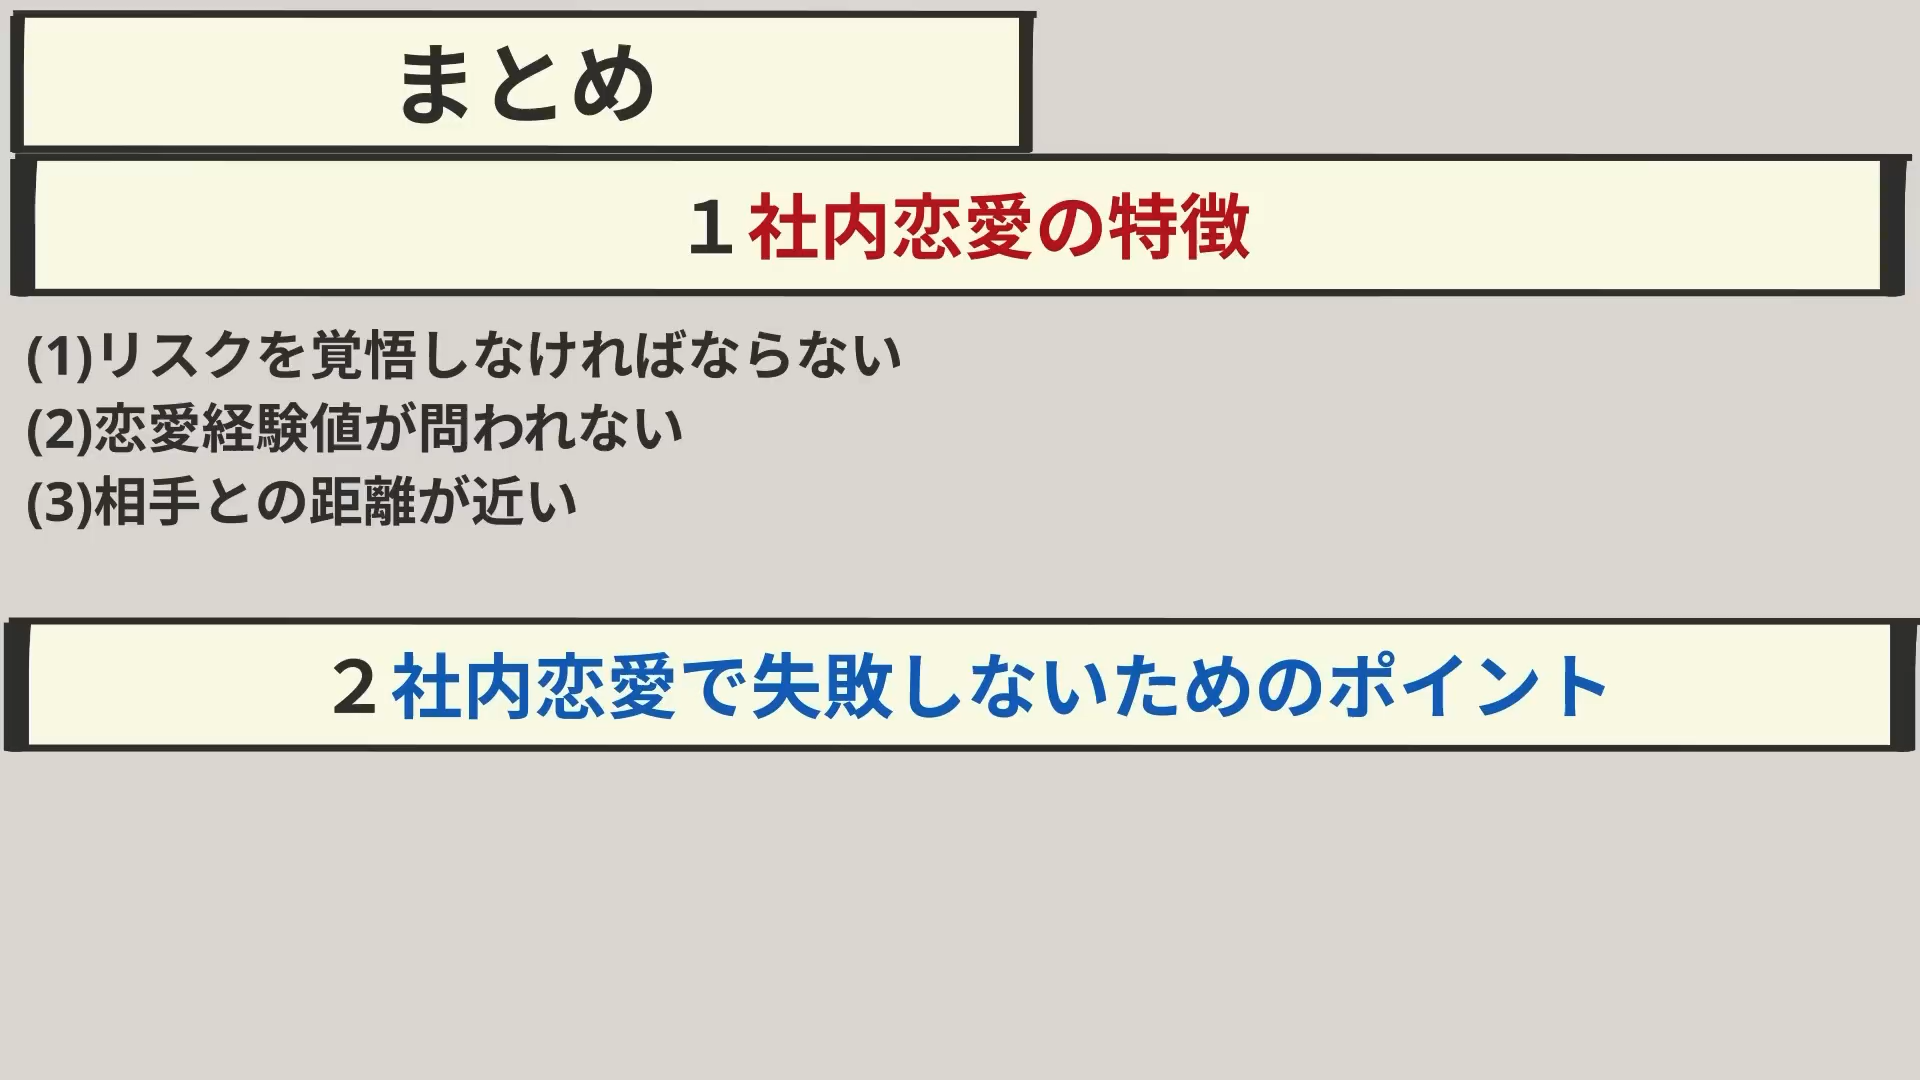 まとめ
１社内恋愛の特徴
(1)リスクを覚悟しなければならない
(2)恋愛経験値が問われない
(3)相手との距離が近い
２社内恋愛で失敗しないためのポイント